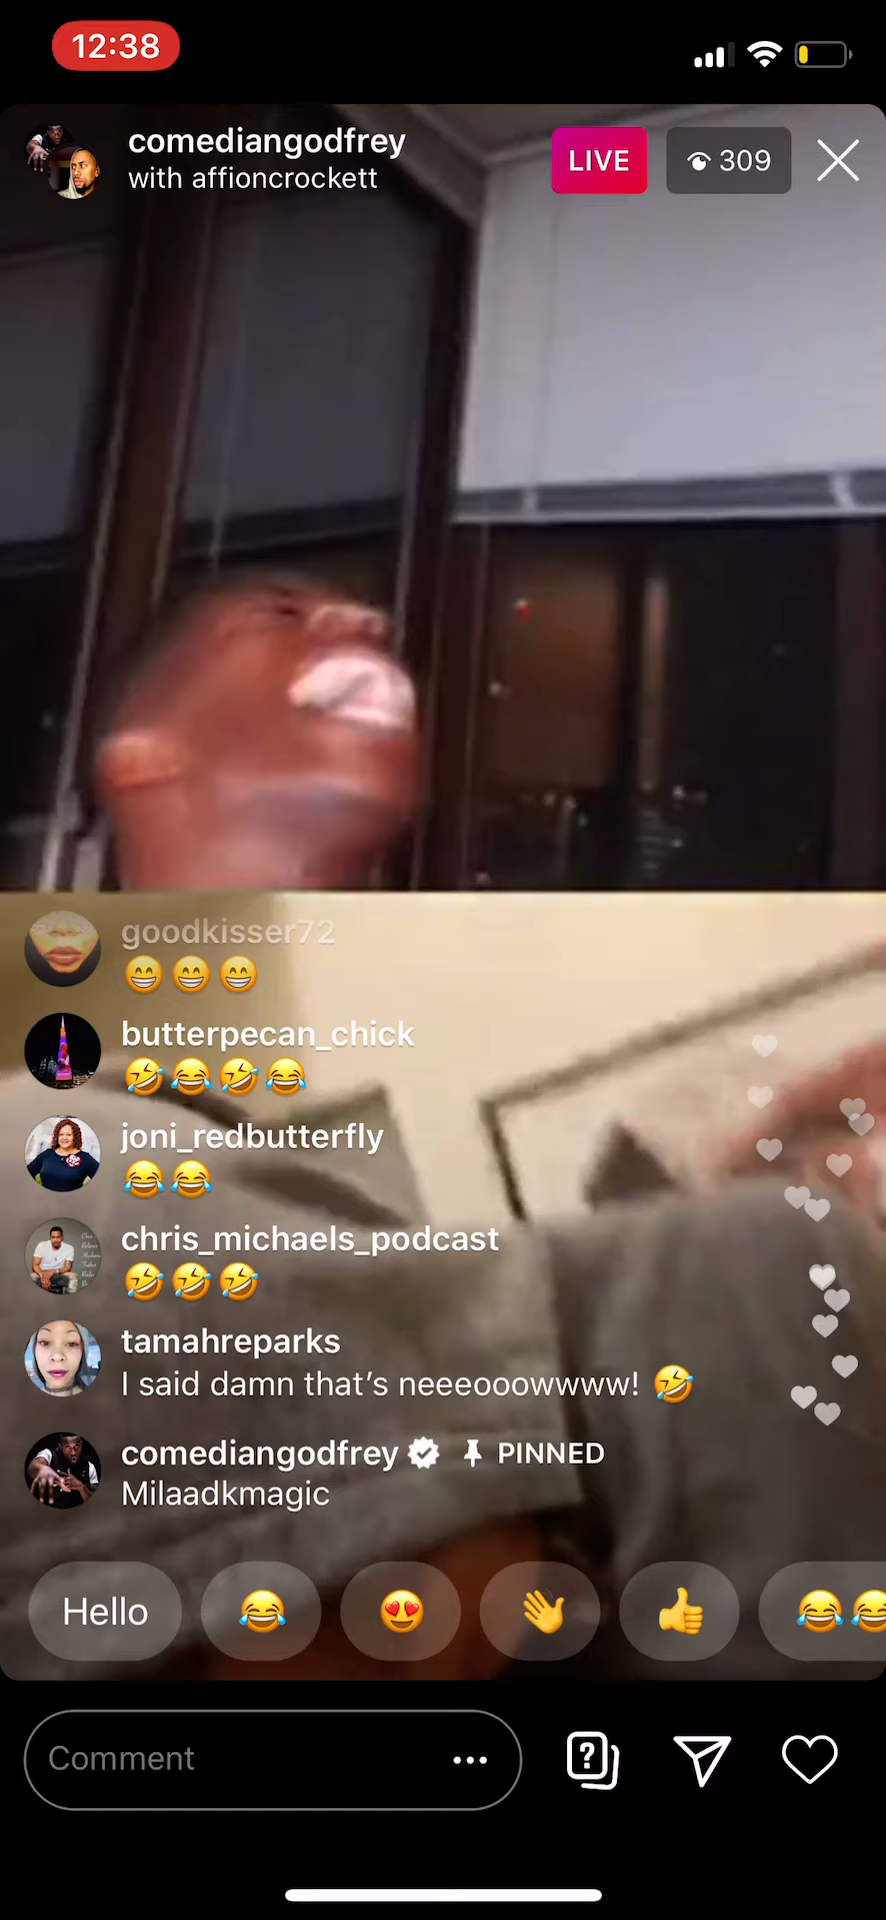 12:38
comediangodfrey
with affioncrockett
LIVE
309
goodkisser72
😁😁😁
butterpecan_chick
🤣😂🤣😂
joni_redbutterfly
😂😂
chris_michaels_podcast
🤣🤣🤣
tamahreparks
I said damn that's neeeooowwww! 🤣
comediangodfrey PINNED
Milaadkmagic
Hello 😂 😍 👋 👍 😂😂
Comment